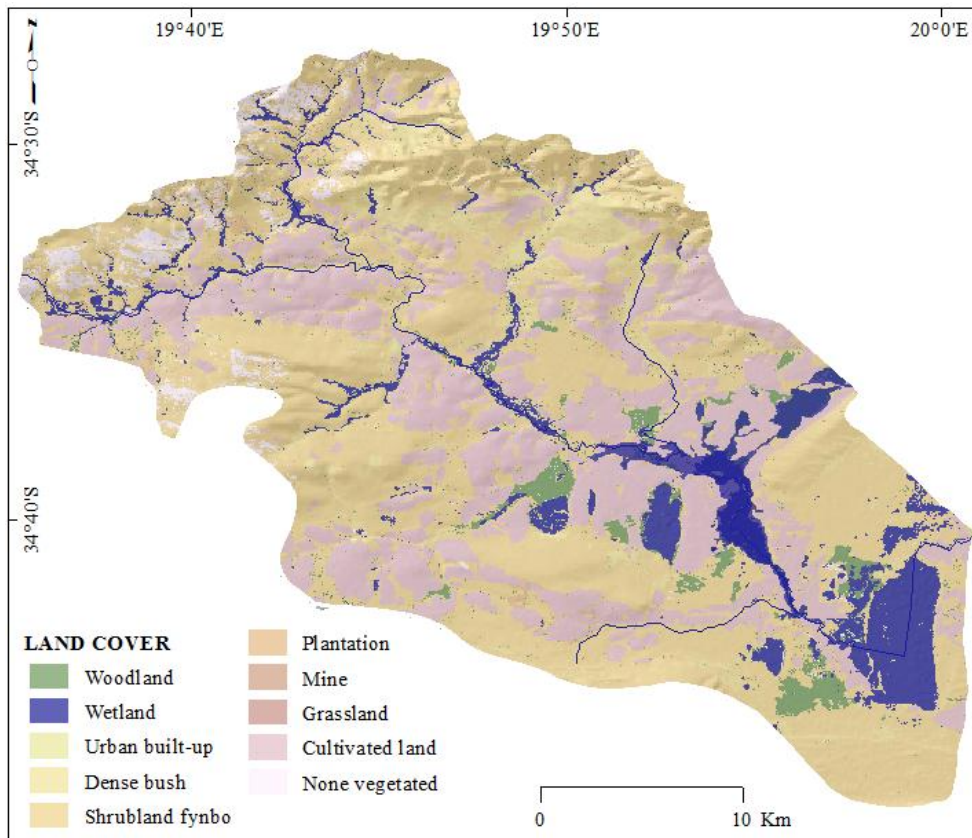 19°40'E 19°50'E 20°0'E
N
34°30'S
34°40'S
LAND COVER
Woodland
Wetland
Urban built-up
Dense bush
Shrubland fynbo
Plantation
Mine
Grassland
Cultivated land
None vegetated
0 10 Km